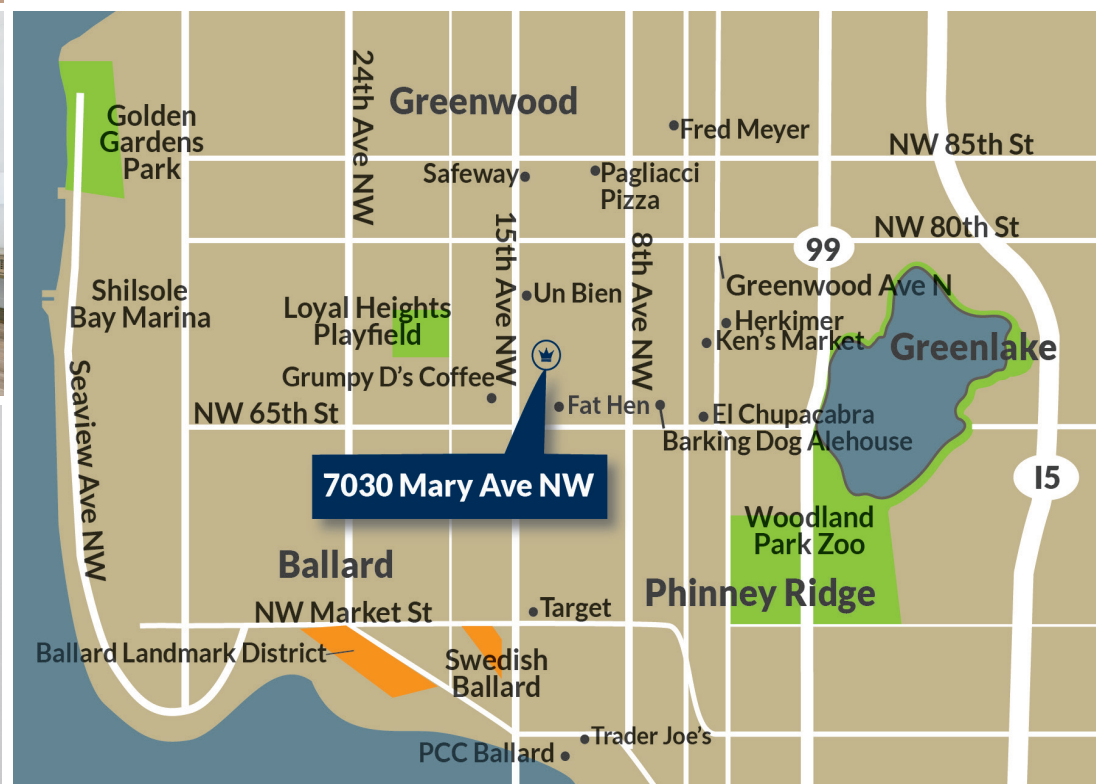 24th Ave NW
Greenwood
Golden
Gardens
Park
Fred Meyer
NW 85th St
Safeway
Pagliacci
Pizza
15th Ave NW
NW 80th St
8th Ave NW
99
Greenwood Ave N
Shilsole
Bay Marina
Un Bien
Loyal Heights
Playfield
Herkimer
Ken's Market
Greenlake
Seaview Ave NW
Grumpy D's Coffee
NW 65th St
Fat Hen
El Chupacabra
Barking Dog Alehouse
7030 Mary Ave NW
I5
Woodland
Park Zoo
Ballard
Phinney Ridge
NW Market St
Target
Ballard Landmark District
Swedish
Ballard
Trader Joe's
PCC Ballard